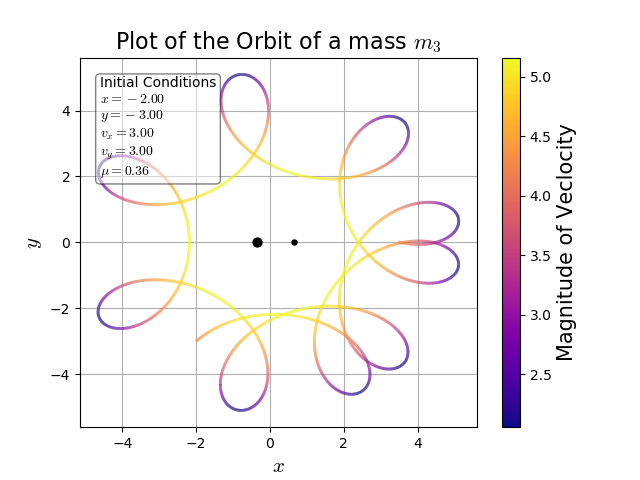 Plot of the Orbit of a mass $m_3$
Initial Conditions
$x = -2.00$
$y = -3.00$
$v_x = 3.00$
$v_y = 3.00$
$\mu = 0.36$
4
2
0
−2
−4
y
−4
−2
0
2
4
x
5.0
4.5
4.0
3.5
3.0
2.5
Magnitude of Veclocity